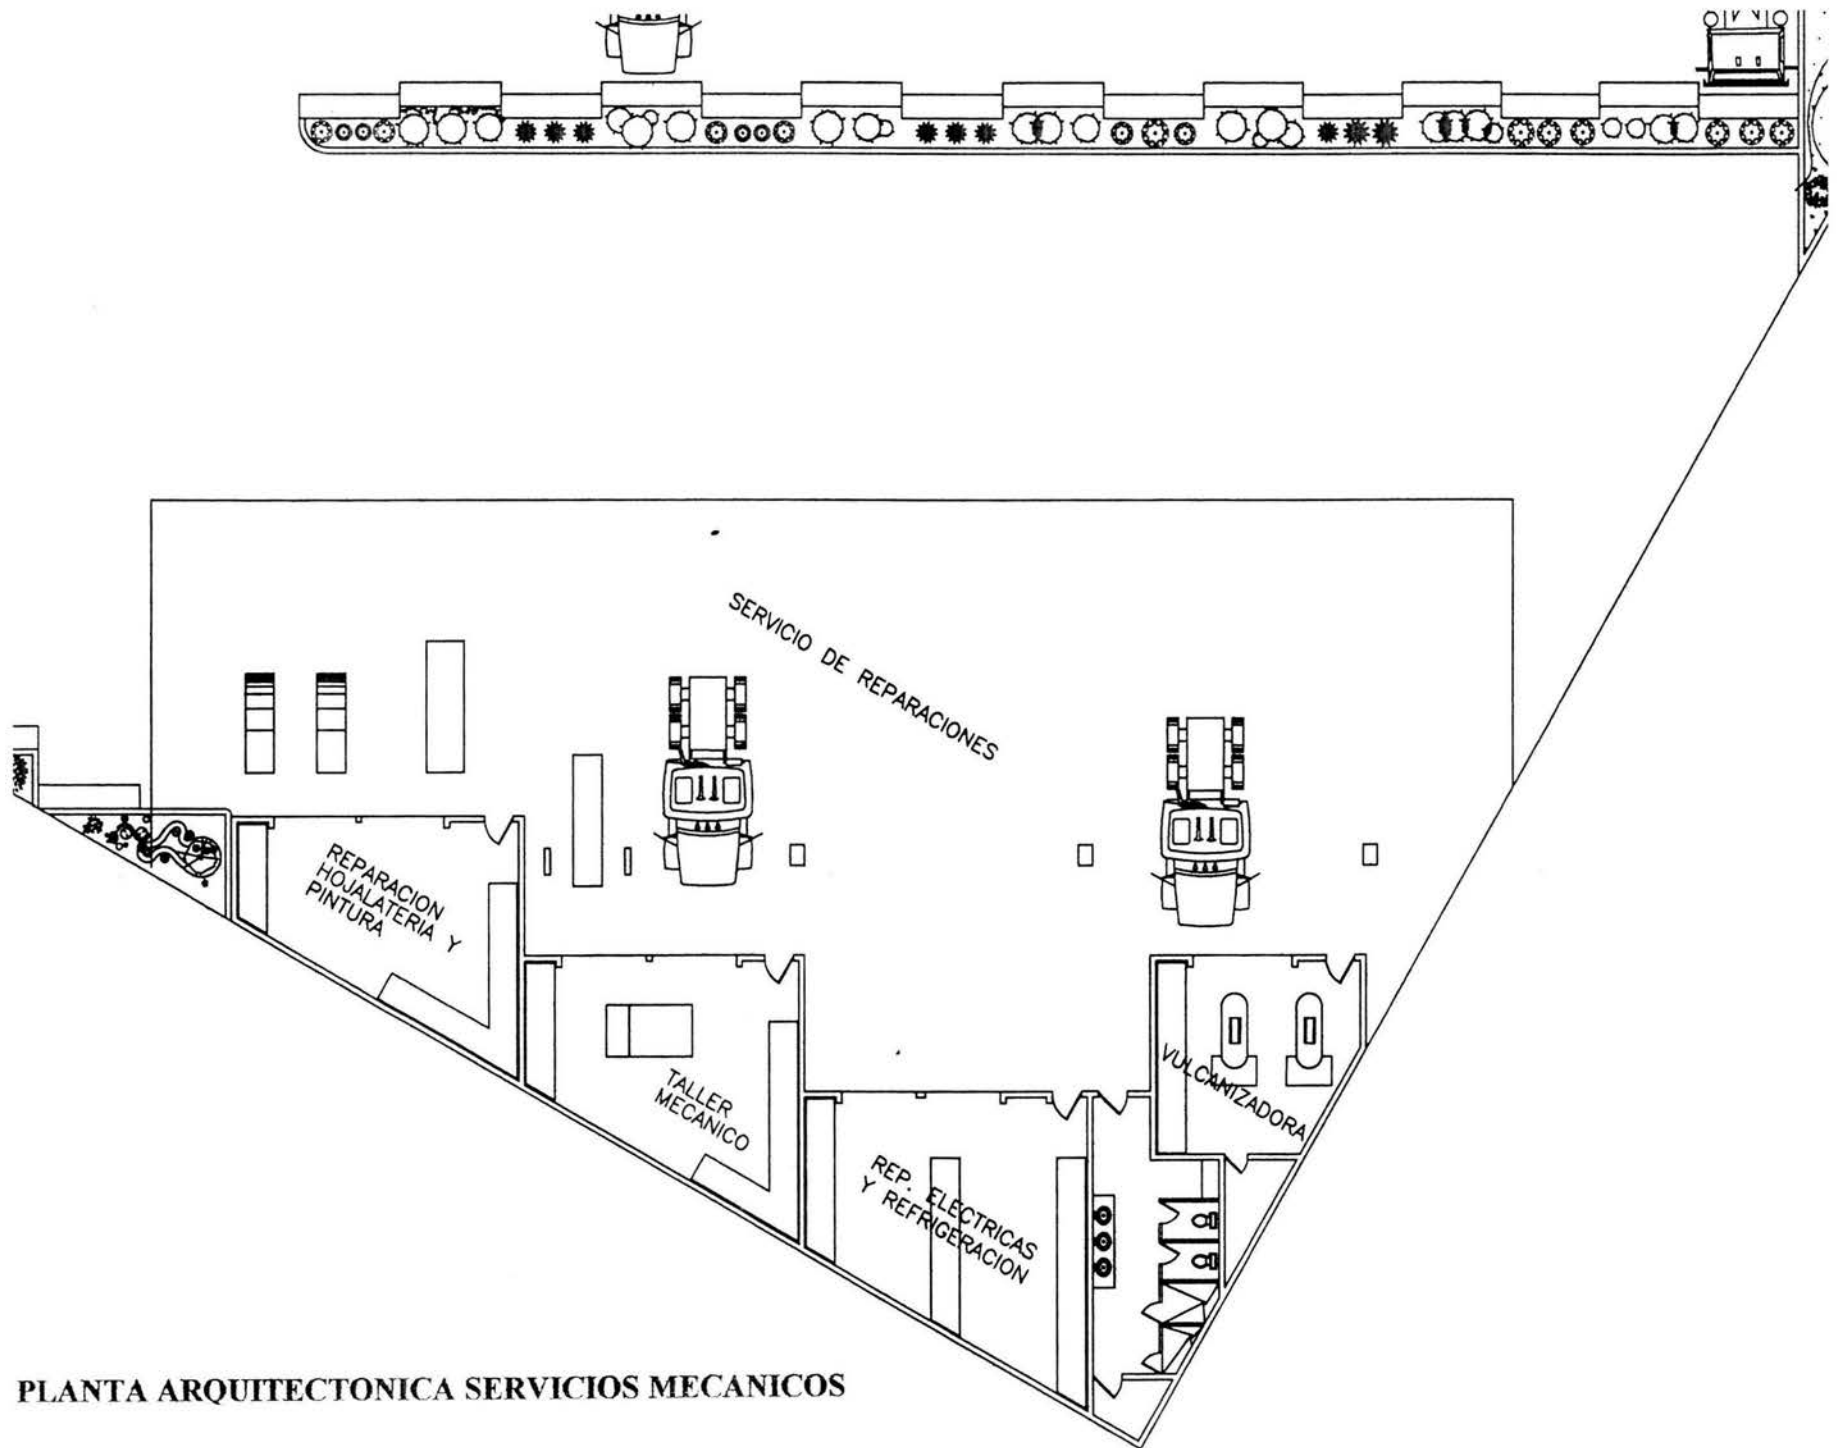 SERVICIO DE REPARACIONES
REPARACION
HOJALATERIA Y
PINTURA
TALLER
MECANICO
REP. ELECTRICAS
Y REFRIGERACION
VULCANIZADORA
PLANTA ARQUITECTONICA SERVICIOS MECANICOS